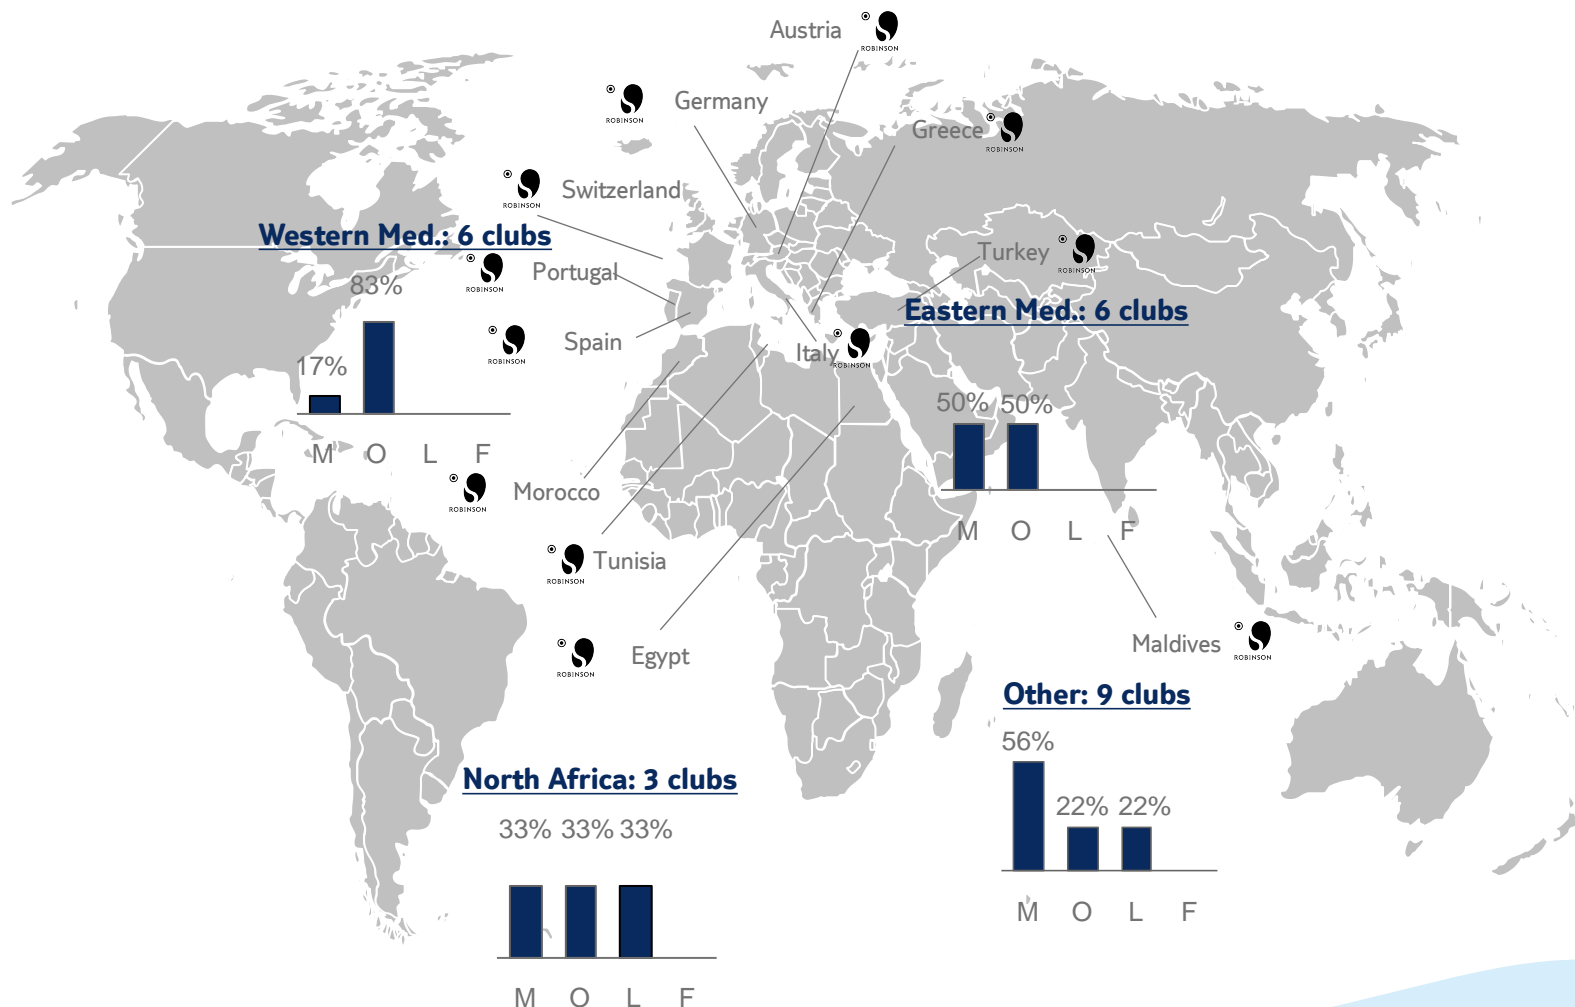 Austria
ROBINSON
Germany
ROBINSON
Greece
ROBINSON
Switzerland
ROBINSON
Western Med.: 6 clubs
Turkey
ROBINSON
Portugal
ROBINSON
83%
Eastern Med.: 6 clubs
Spain
ROBINSON
Italy
ROBINSON
17%
50% 50%
M O L F
Morocco
ROBINSON
M O L F
Tunisia
ROBINSON
Egypt
ROBINSON
Maldives
ROBINSON
Other: 9 clubs
56%
22% 22%
M O L F
North Africa: 3 clubs
33% 33% 33%
M O L F